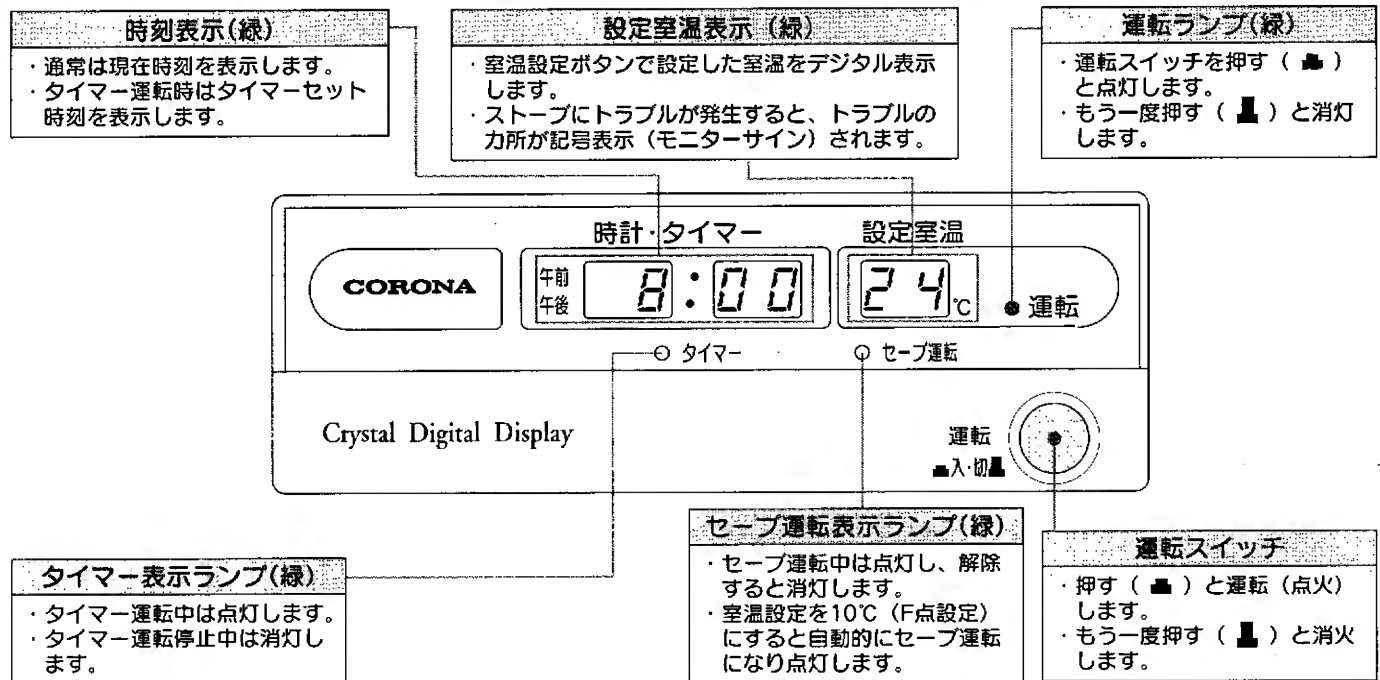 時刻表示(緑)
・通常は現在時刻を表示します。
・タイマー運転時はタイマーセット
時刻を表示します。
設定室温表示(緑)
・室温設定ボタンで設定した室温をデジタル表示
します。
・ストーブにトラブルが発生すると、トラブルの
カ所が記号表示(モニターサイン)されます。
運転ランプ(緑)
・運転スイッチを押す( )
と点灯します。
・もう一度押す( )と消灯
します。
時計・タイマー
設定室温
CORONA
午前
午後
8:00
24℃
運転
タイマー
セーブ運転
Crystal Digital Display
運転
入・切
タイマー表示ランプ(緑)
・タイマー運転中は点灯します。
・タイマー運転停止中は消灯し
ます。
セーブ運転表示ランプ(緑)
・セーブ運転中は点灯し、解除
すると消灯します。
・室温設定を10℃(F点設定)
にすると自動的にセーブ運転
になり点灯します。
運転スイッチ
・押す( )と運転(点火)
します。
・もう一度押す( )と消火
します。